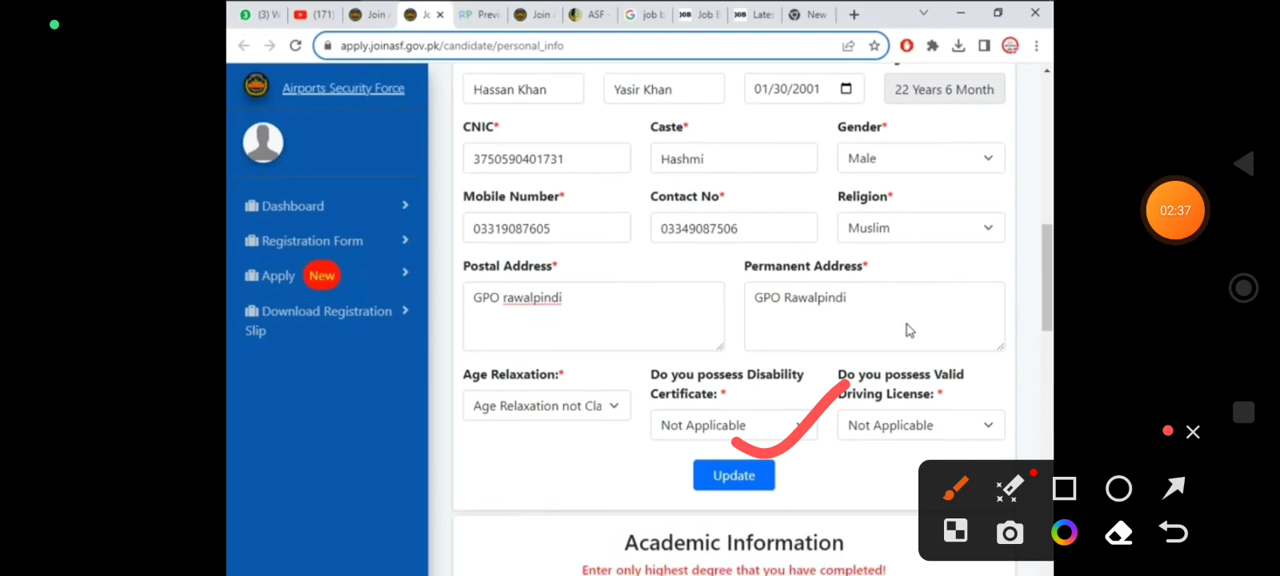 (3) W
(171)
Join
Jo
Previ
Join
ASF
job b
Job B
Lates
New
apply.joinasf.gov.pk/candidate/personal_info
Airports Security Force
Dashboard
Registration Form
Apply New
Download Registration
Slip
Hassan Khan
Yasir Khan
01/30/2001
22 Years 6 Month
CNIC*
Caste*
Gender*
3750590401731
Hashmi
Male
Mobile Number*
Contact No*
Religion*
03319087605
03349087506
Muslim
Postal Address*
Permanent Address*
GPO rawalpindi
GPO Rawalpindi
Age Relaxation:*
Do you possess Disability
Certificate: *
Do you possess Valid
Driving License: *
Age Relaxation not Cla
Not Applicable
Not Applicable
Update
Academic Information
Enter only highest degree that you have completed!
02:37